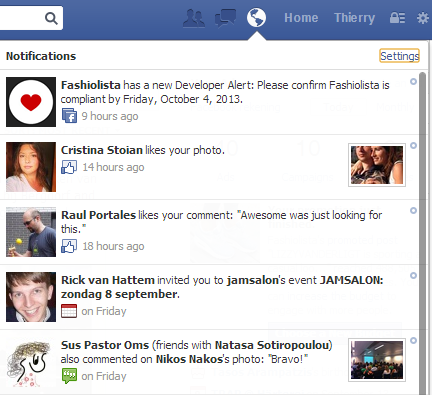 Home Thierry
Notifications Settings
Fashiolista has a new Developer Alert: Please confirm Fashiolista is
compliant by Friday, October 4, 2013.
9 hours ago
Cristina Stoian likes your photo.
14 hours ago
Raul Portales likes your comment: "Awesome was just looking for
this."
18 hours ago
Rick van Hattem invited you to jamsalon's event JAMSALON:
zondag 8 september.
on Friday
Sus Pastor Oms (friends with Natasa Sotiropoulou)
also commented on Nikos Nakos's photo: "Bravo!"
on Friday